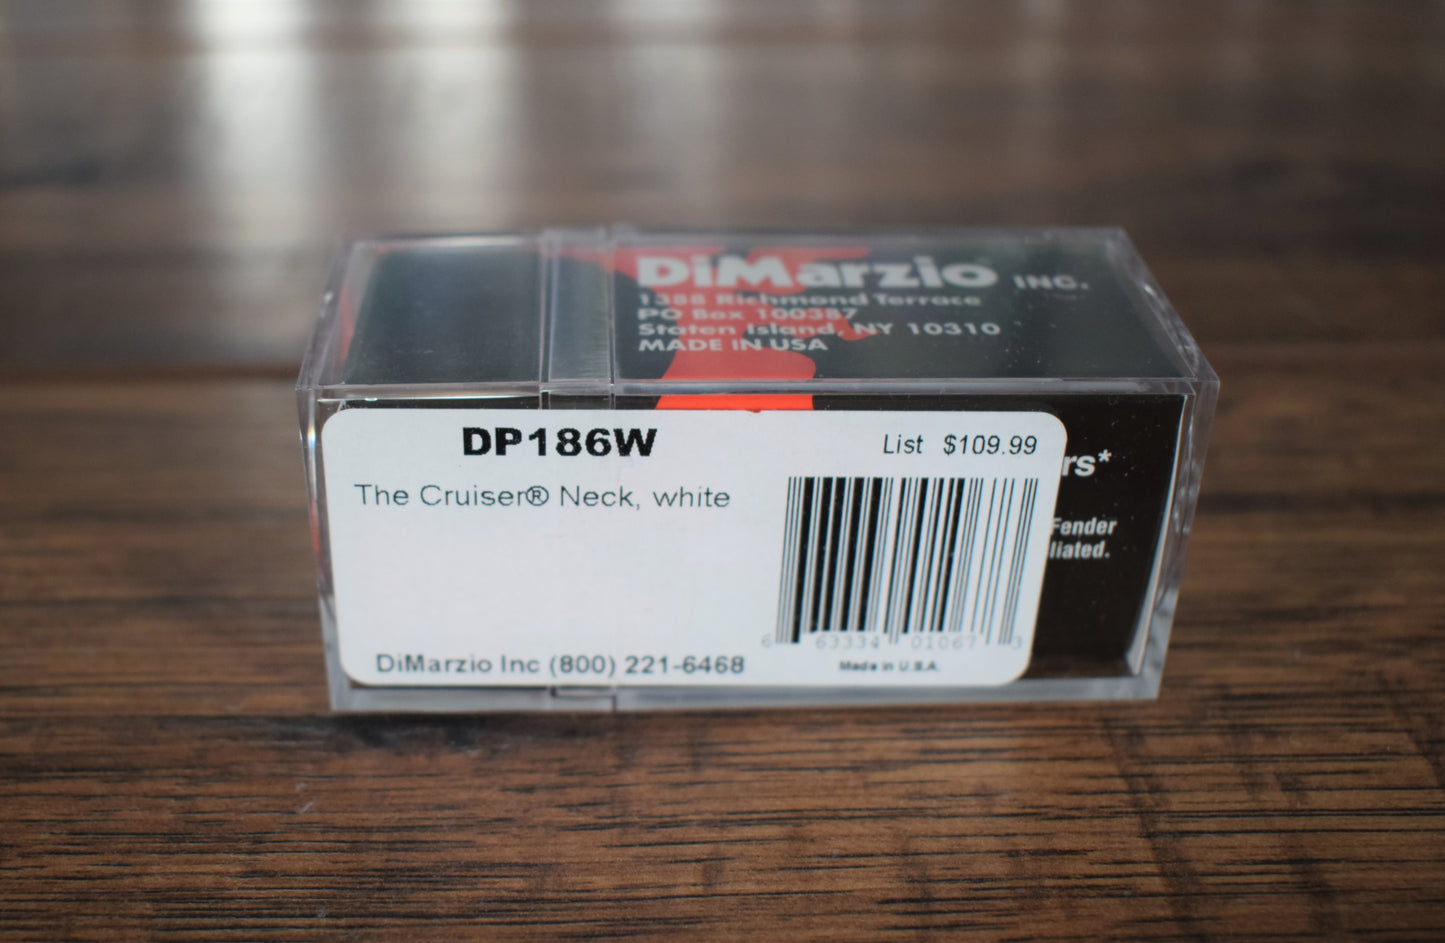 DiMarzio® INC.
1388 Richmond Terrace
PO Box 100387
Staten Island, NY 10310
MADE IN USA
DP186W
List $109.99
The Cruiser® Neck, white
rs*
Fender
liated.
6 63334 01067 3
DiMarzio Inc (800) 221-6468
Made in U.S.A.